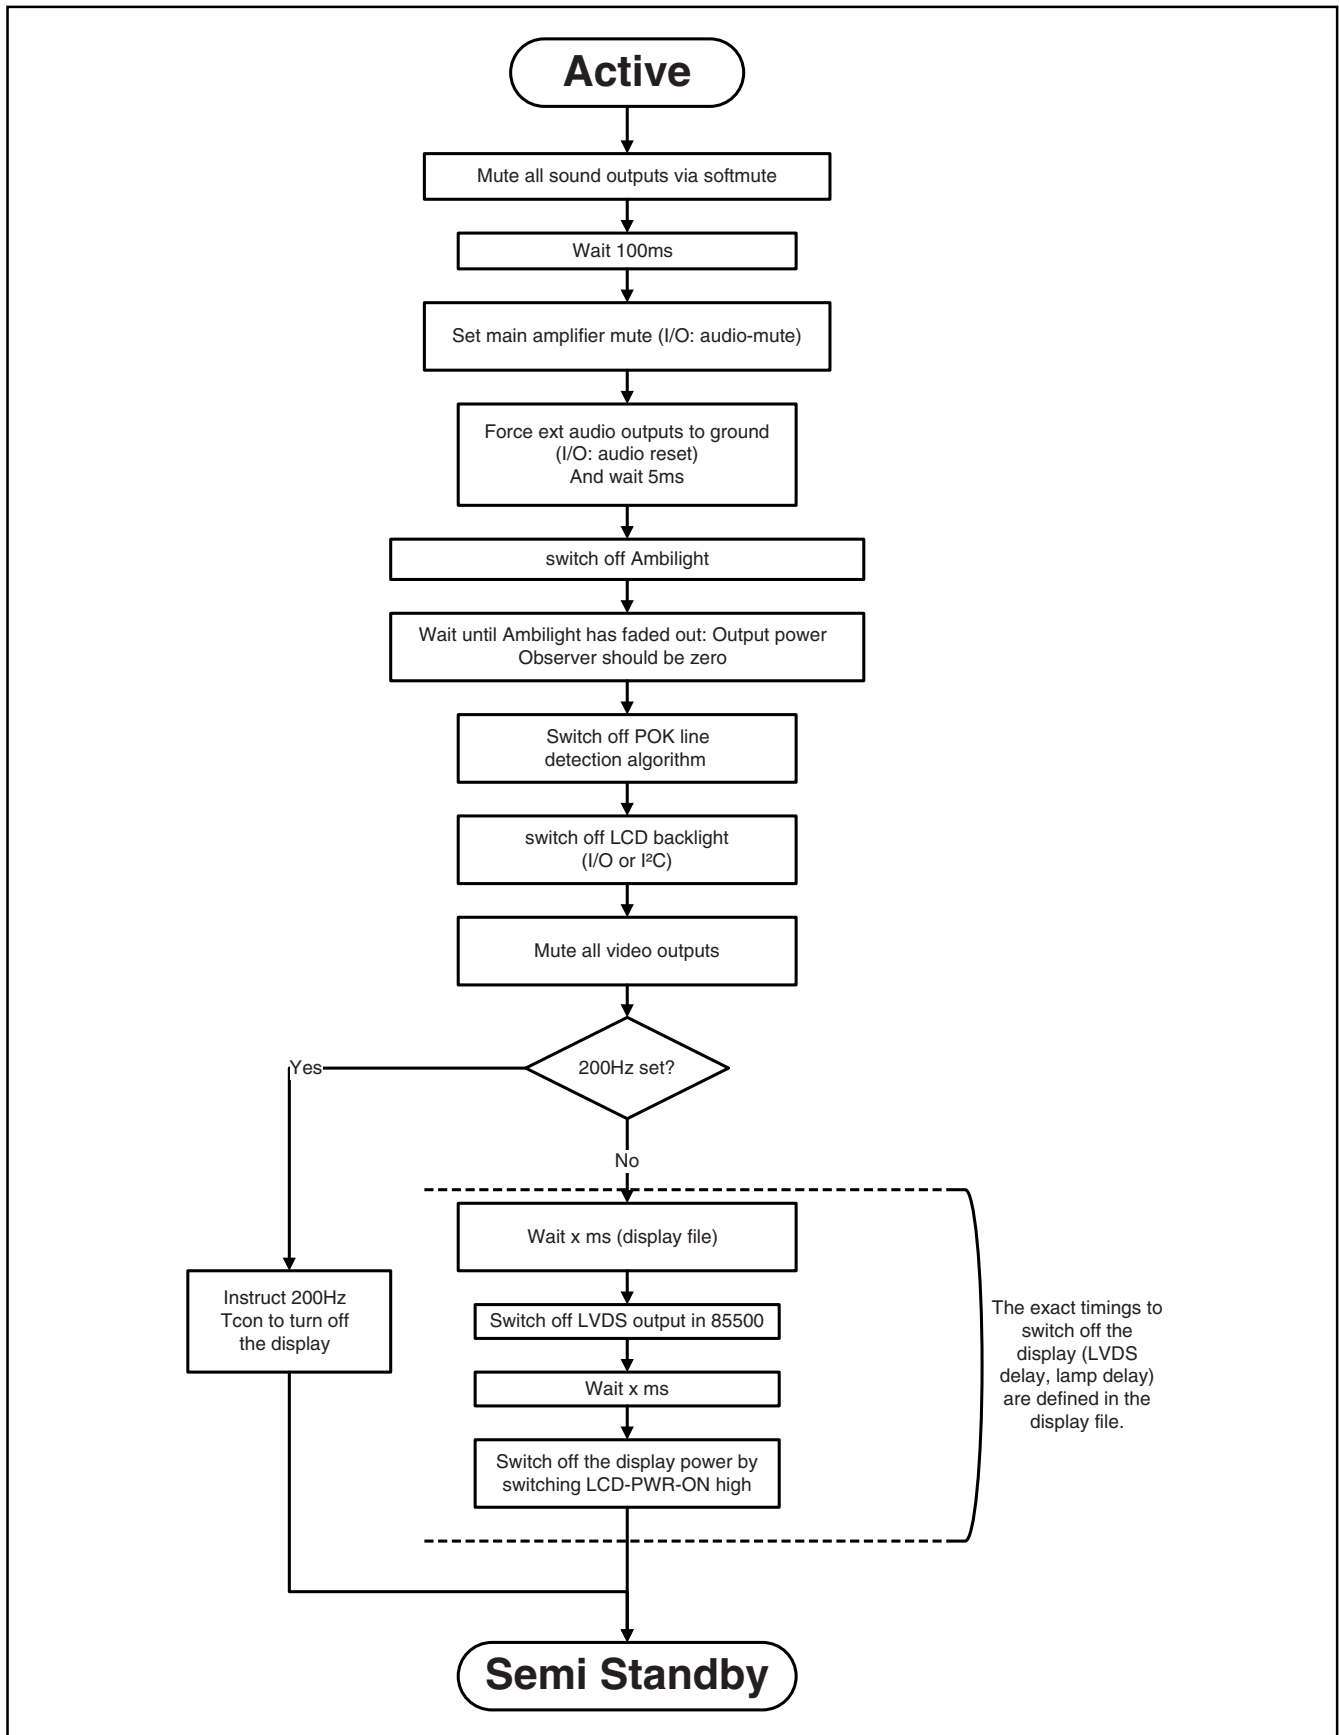 Active
Mute all sound outputs via softmute
Wait 100ms
Set main amplifier mute (I/O: audio-mute)
Force ext audio outputs to ground
(I/O: audio reset)
And wait 5ms
switch off Ambilight
Wait until Ambilight has faded out: Output power
Observer should be zero
Switch off POK line
detection algorithm
switch off LCD backlight
(I/O or I²C)
Mute all video outputs
200Hz set?
Yes
No
Wait x ms (display file)
Instruct 200Hz
Tcon to turn off
the display
Switch off LVDS output in 85500
Wait x ms
Switch off the display power by
switching LCD-PWR-ON high
The exact timings to
switch off the
display (LVDS
delay, lamp delay)
are defined in the
display file.
Semi Standby